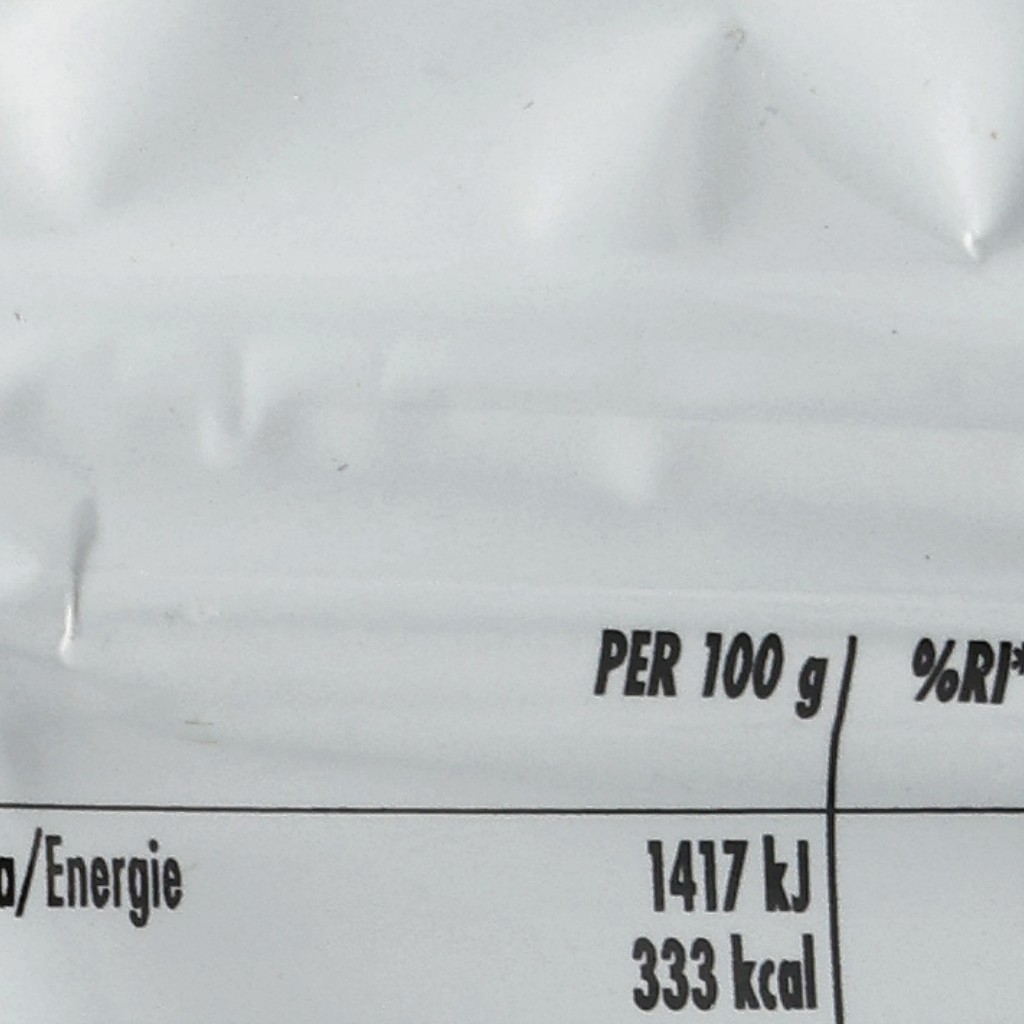 PER 100 g %RI*
a/Energie 1417 kJ
333 kcal